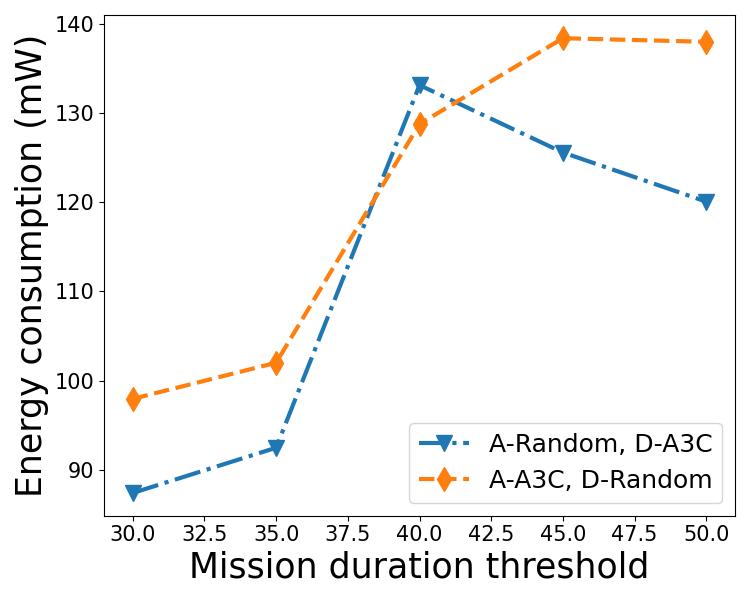 Energy consumption (mW)
140
130
120
110
100
90
A-Random, D-A3C
A-A3C, D-Random
30.0 32.5 35.0 37.5 40.0 42.5 45.0 47.5 50.0
Mission duration threshold